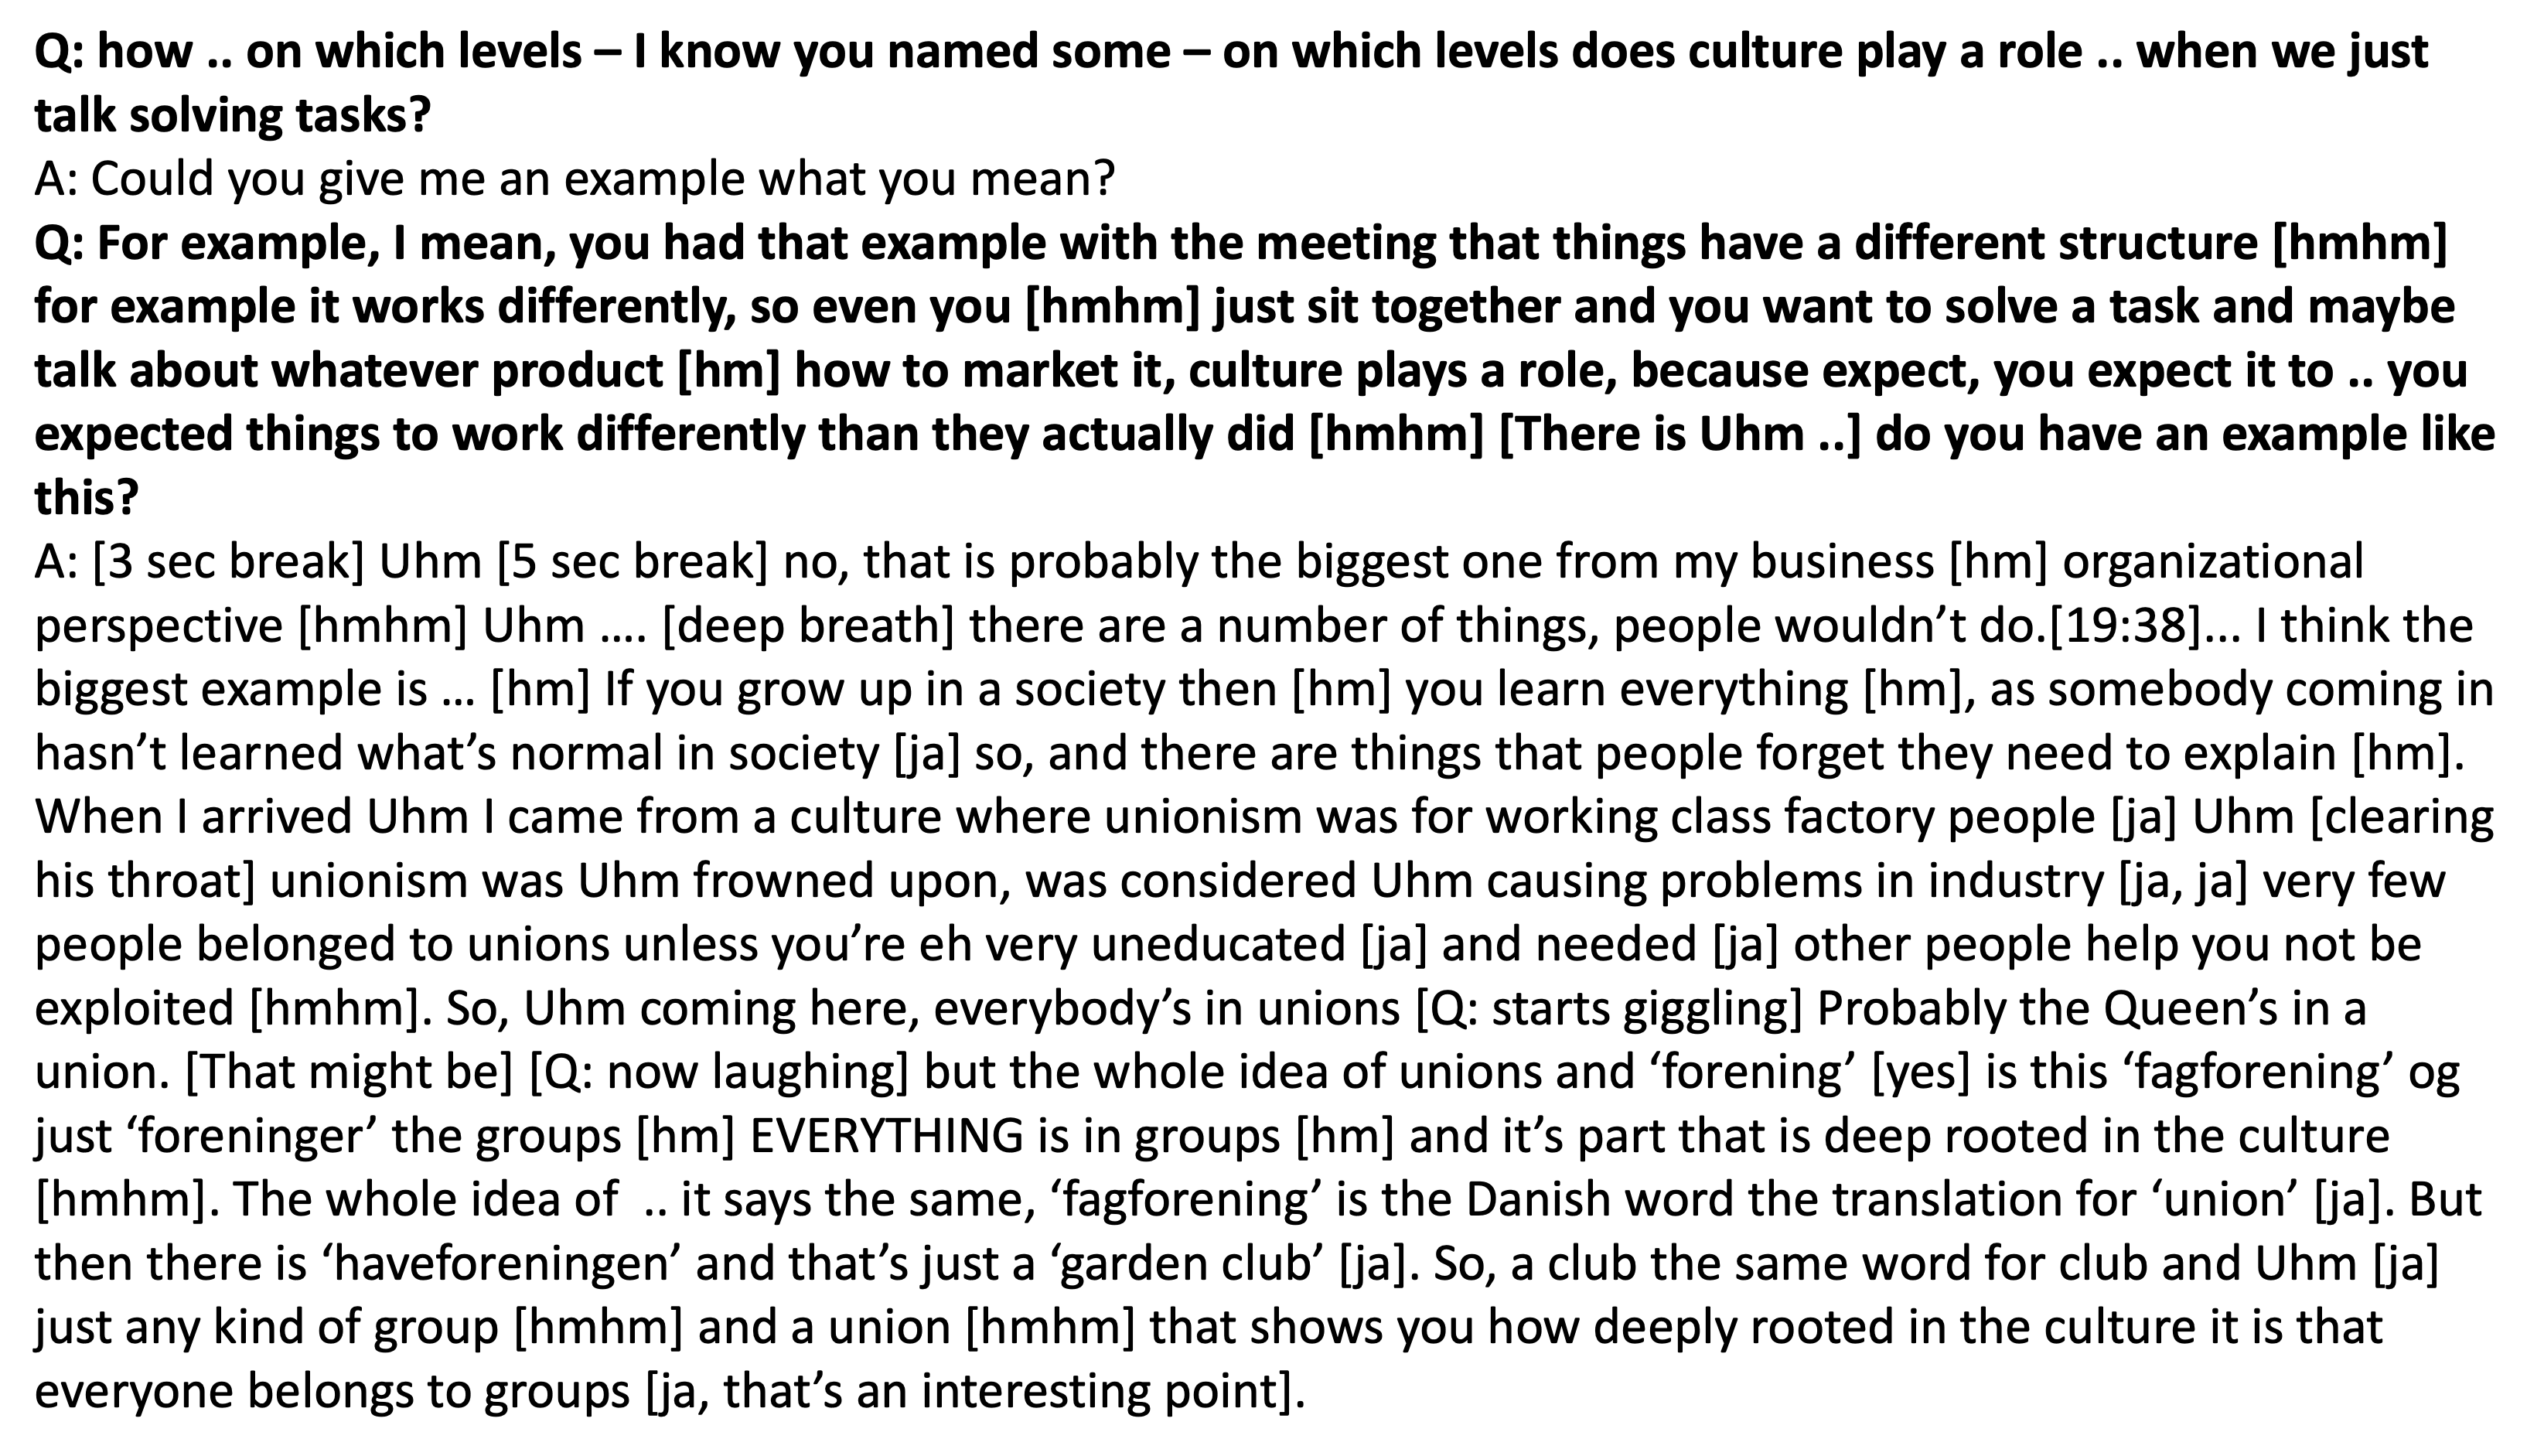 Q: how .. on which levels – I know you named some – on which levels does culture play a role .. when we just
talk solving tasks?
A: Could you give me an example what you mean?
Q: For example, I mean, you had that example with the meeting that things have a different structure [hmhm]
for example it works differently, so even you [hmhm] just sit together and you want to solve a task and maybe
talk about whatever product [hm] how to market it, culture plays a role, because expect, you expect it to .. you
expected things to work differently than they actually did [hmhm] [There is Uhm ..] do you have an example like
this?
A: [3 sec break] Uhm [5 sec break] no, that is probably the biggest one from my business [hm] organizational
perspective [hmhm] Uhm .... [deep breath] there are a number of things, people wouldn’t do.[19:38]... I think the
biggest example is ... [hm] If you grow up in a society then [hm] you learn everything [hm], as somebody coming in
hasn’t learned what’s normal in society [ja] so, and there are things that people forget they need to explain [hm].
When I arrived Uhm I came from a culture where unionism was for working class factory people [ja] Uhm [clearing
his throat] unionism was Uhm frowned upon, was considered Uhm causing problems in industry [ja, ja] very few
people belonged to unions unless you’re eh very uneducated [ja] and needed [ja] other people help you not be
exploited [hmhm]. So, Uhm coming here, everybody’s in unions [Q: starts giggling] Probably the Queen’s in a
union. [That might be] [Q: now laughing] but the whole idea of unions and ‘forening’ [yes] is this ‘fagforening’ og
just ‘foreninger’ the groups [hm] EVERYTHING is in groups [hm] and it’s part that is deep rooted in the culture
[hmhm]. The whole idea of  .. it says the same, ‘fagforening’ is the Danish word the translation for ‘union’ [ja]. But
then there is ‘haveforeningen’ and that’s just a ‘garden club’ [ja]. So, a club the same word for club and Uhm [ja]
just any kind of group [hmhm] and a union [hmhm] that shows you how deeply rooted in the culture it is that
everyone belongs to groups [ja, that’s an interesting point].